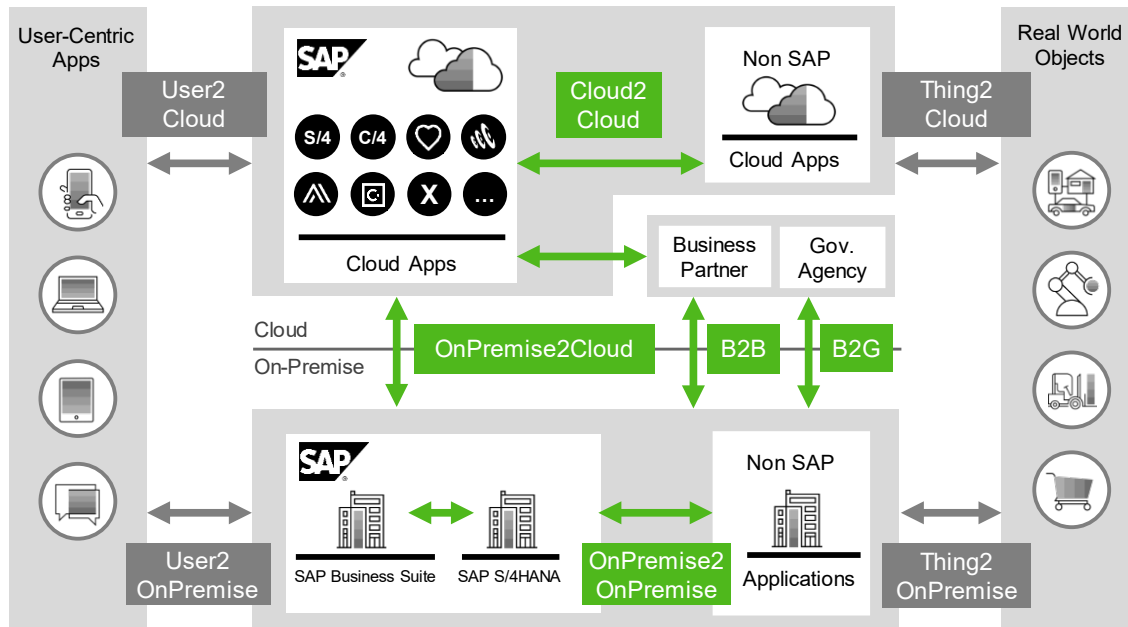 User-Centric
Apps
User2
Cloud
SAP
®
S/4
C/4
X
...
Cloud Apps
Cloud2
Cloud
Non SAP
Cloud Apps
Thing2
Cloud
Real World
Objects
Business
Partner
Gov.
Agency
Cloud
On-Premise
OnPremise2Cloud
B2B
B2G
SAP
®
SAP Business Suite
SAP S/4HANA
OnPremise2
OnPremise
Non SAP
Applications
User2
OnPremise
Thing2
OnPremise